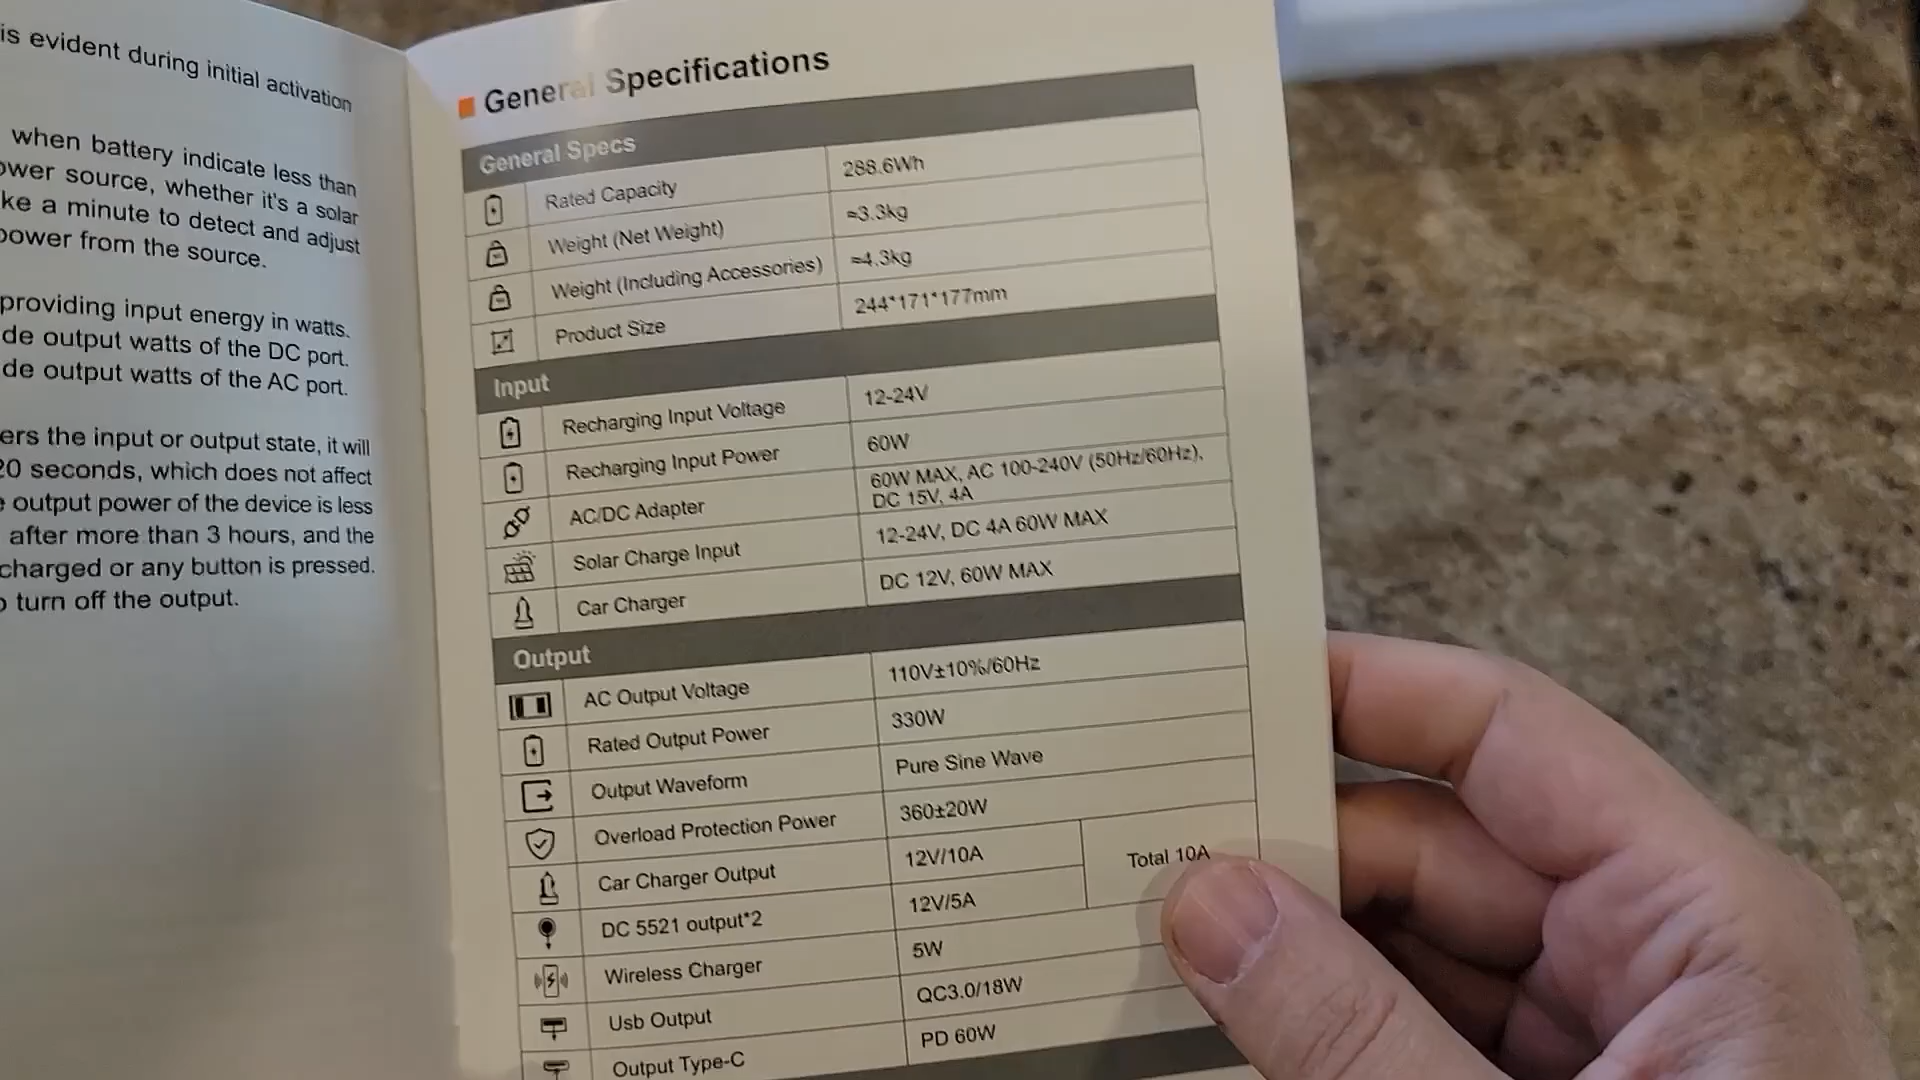 is evident during initial activation
when battery indicate less than
ower source, whether it's a solar
ke a minute to detect and adjust
power from the source.
providing input energy in watts.
de output watts of the DC port.
de output watts of the AC port.
ers the input or output state, it will
20 seconds, which does not affect
e output power of the device is less
after more than 3 hours, and the
charged or any button is pressed.
o turn off the output.
General Specifications
General Specs
Rated Capacity 288.6Wh
Weight (Net Weight) ≈3.3kg
Weight (Including Accessories) ≈4.3kg
Product Size 244*171*177mm
Input
Recharging Input Voltage 12-24V
Recharging Input Power 60W
AC/DC Adapter 60W MAX, AC 100-240V (50Hz/60Hz),
DC 15V, 4A
Solar Charge Input 12-24V, DC 4A 60W MAX
Car Charger DC 12V, 60W MAX
Output
AC Output Voltage 110V±10%/60Hz
Rated Output Power 330W
Output Waveform Pure Sine Wave
Overload Protection Power 360±20W
Car Charger Output 12V/10A Total 10A
DC 5521 output*2 12V/5A
Wireless Charger 5W
Usb Output QC3.0/18W
Output Type-C PD 60W